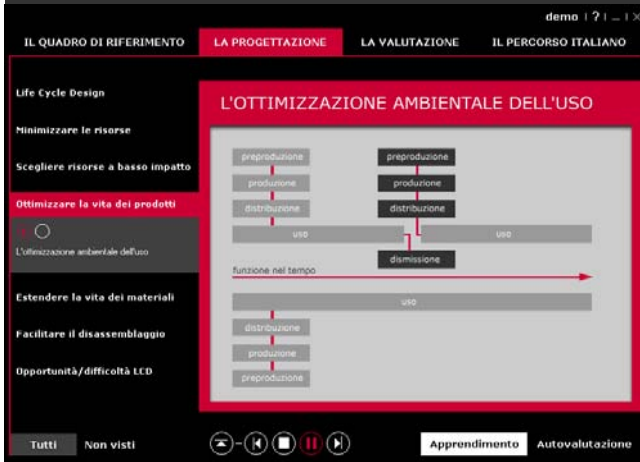 demo | ? | _ | X
IL QUADRO DI RIFERIMENTO
LA PROGETTAZIONE
LA VALUTAZIONE
IL PERCORSO ITALIANO
Life Cycle Design
Minimizzare le risorse
Scegliere risorse a basso impatto
Ottimizzare la vita dei prodotti
L'ottimizzazione ambientale dell'uso
Estendere la vita dei materiali
Facilitare il disassemblaggio
Opportunità/difficoltà LCD
L'OTTIMIZZAZIONE AMBIENTALE DELL'USO
preproduzione
preproduzione
produzione
produzione
distribuzione
distribuzione
uso
uso
dismissione
funzione nel tempo
uso
distribuzione
produzione
preproduzione
Tutti
Non visti
Apprendimento
Autovalutazione